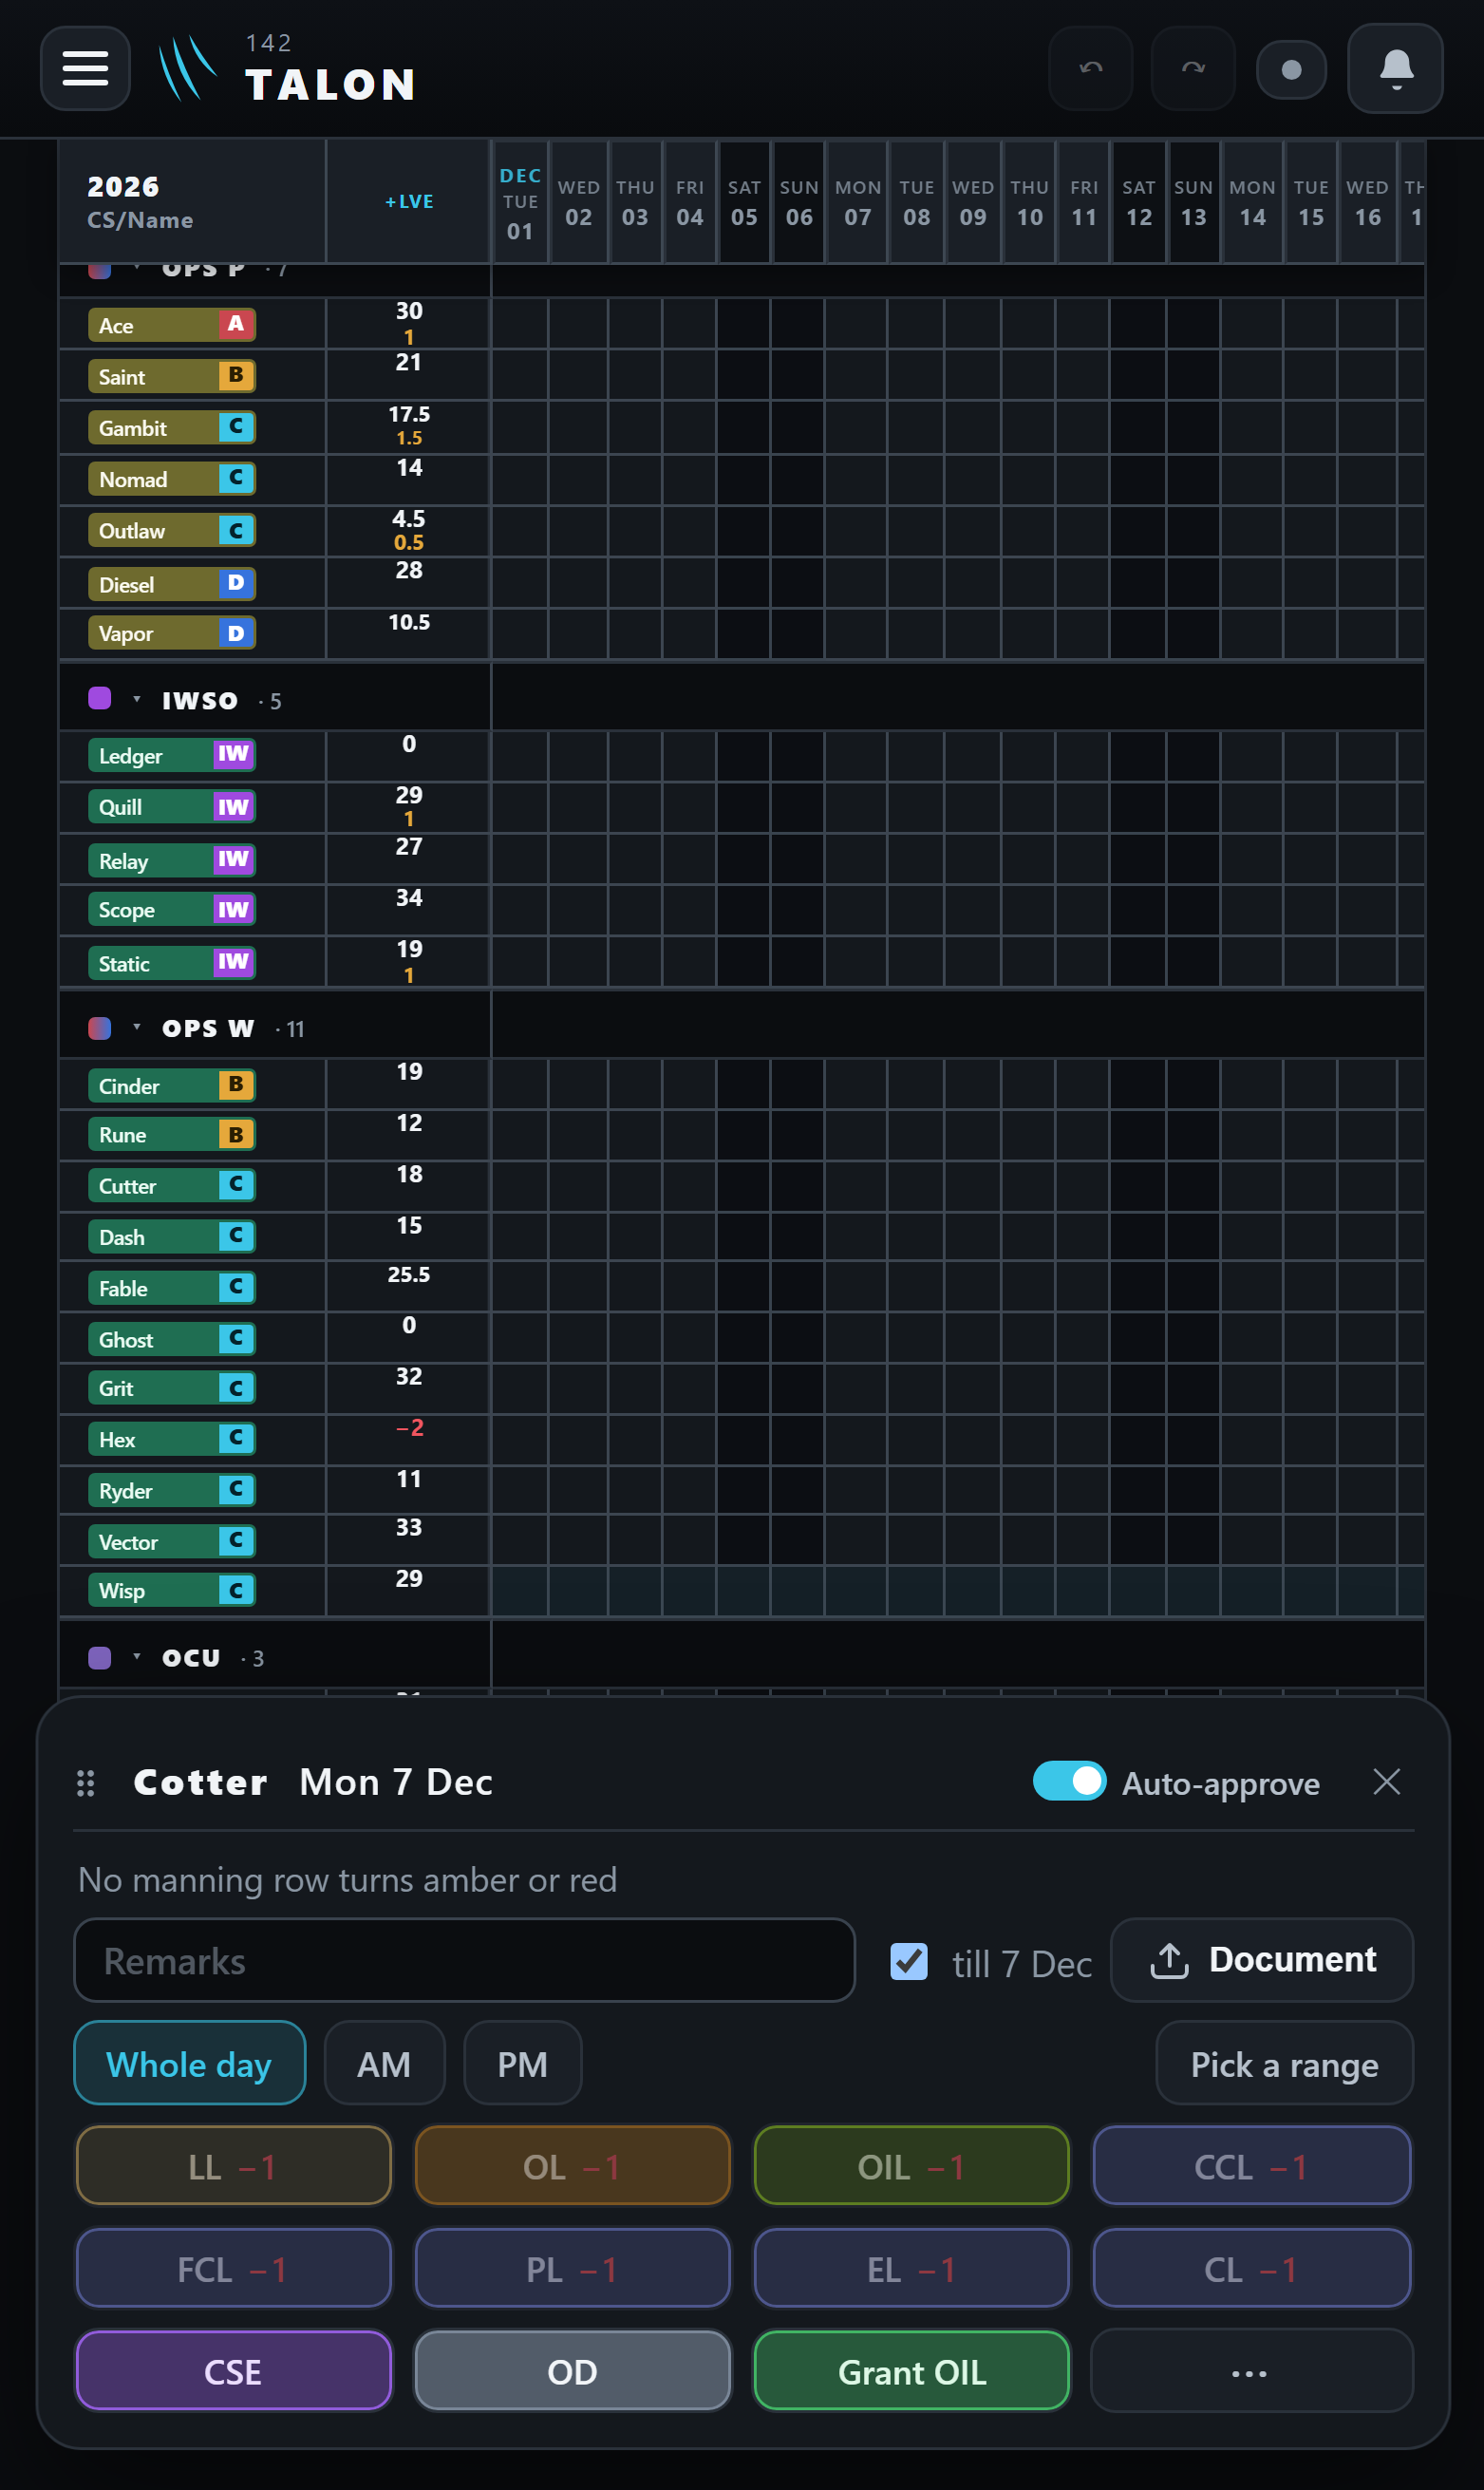 142
TALON
2026
CS/Name
+LVE
DEC TUE 01
WED 02
THU 03
FRI 04
SAT 05
SUN 06
MON 07
TUE 08
WED 09
THU 10
FRI 11
SAT 12
SUN 13
MON 14
TUE 15
WED 16
OPS P · 7
Ace A 30 1
Saint B 21
Gambit C 17.5 1.5
Nomad C 14
Outlaw C 4.5 0.5
Diesel D 28
Vapor D 10.5
IWSO · 5
Ledger IW 0
Quill IW 29 1
Relay IW 27
Scope IW 34
Static IW 19 1
OPS W · 11
Cinder B 19
Rune B 12
Cutter C 18
Dash C 15
Fable C 25.5
Ghost C 0
Grit C 32
Hex C −2
Ryder C 11
Vector C 33
Wisp C 29
OCU · 3
Cotter Mon 7 Dec Auto-approve
No manning row turns amber or red
Remarks till 7 Dec Document
Whole day AM PM Pick a range
LL −1 OL −1 OIL −1 CCL −1
FCL −1 PL −1 EL −1 CL −1
CSE OD Grant OIL ...